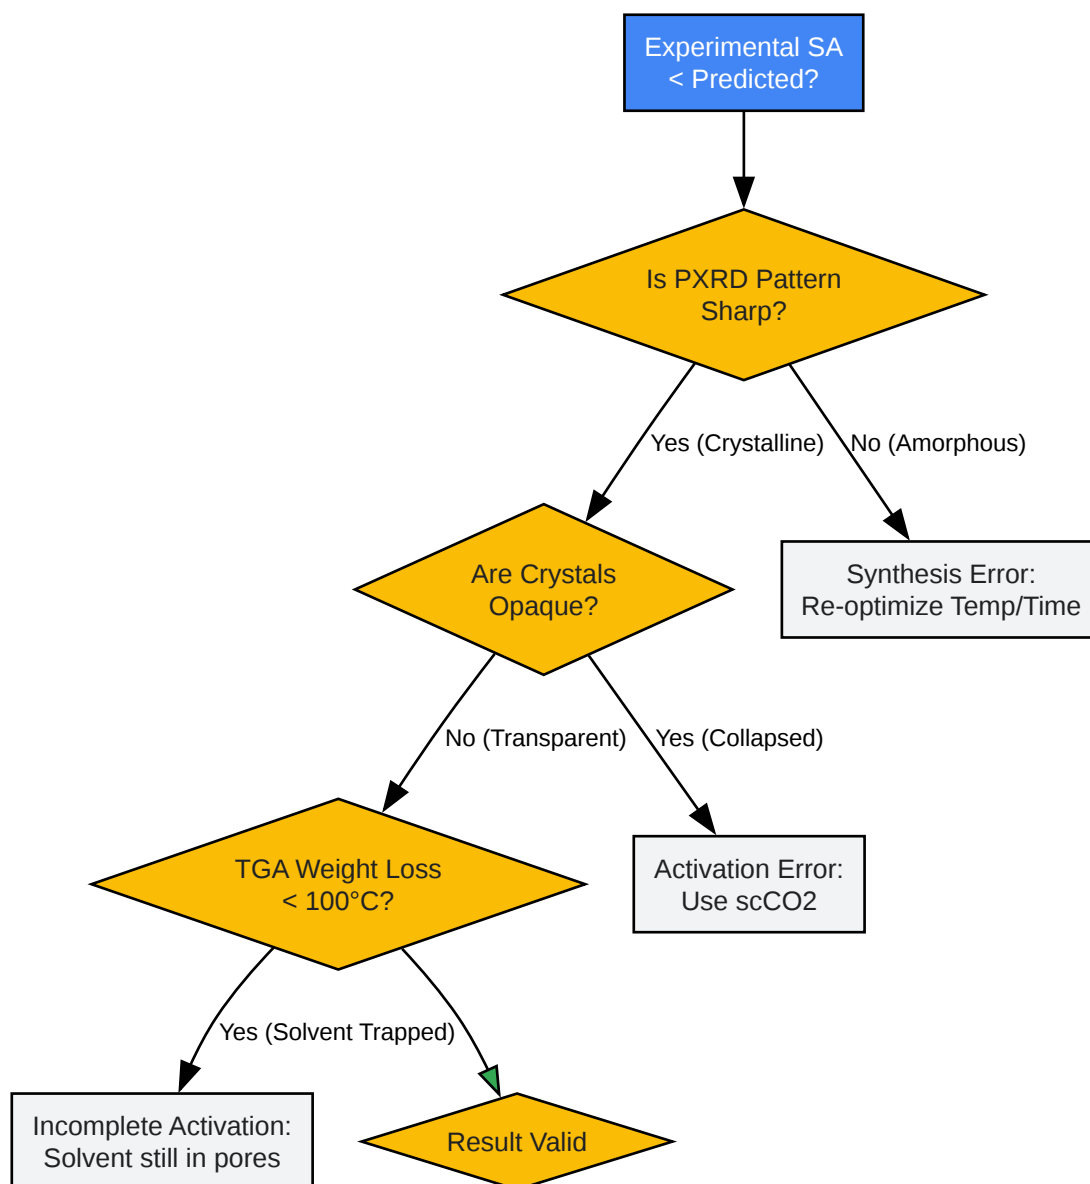 Experimental SA
< Predicted?
Is PXRD Pattern
Sharp?
Yes (Crystalline)
No (Amorphous)
Are Crystals
Opaque?
Synthesis Error:
Re-optimize Temp/Time
No (Transparent)
Yes (Collapsed)
TGA Weight Loss
< 100°C?
Activation Error:
Use scCO2
Yes (Solvent Trapped)
Incomplete Activation:
Solvent still in pores
Result Valid